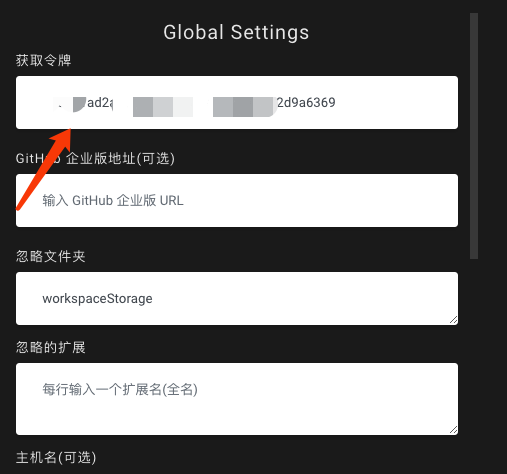 Global Settings
获取令牌
ad2 2d9a6369
GitHub 企业版地址(可选)
输入 GitHub 企业版 URL
忽略文件夹
workspaceStorage
忽略的扩展
每行输入一个扩展名(全名)
主机名(可选)